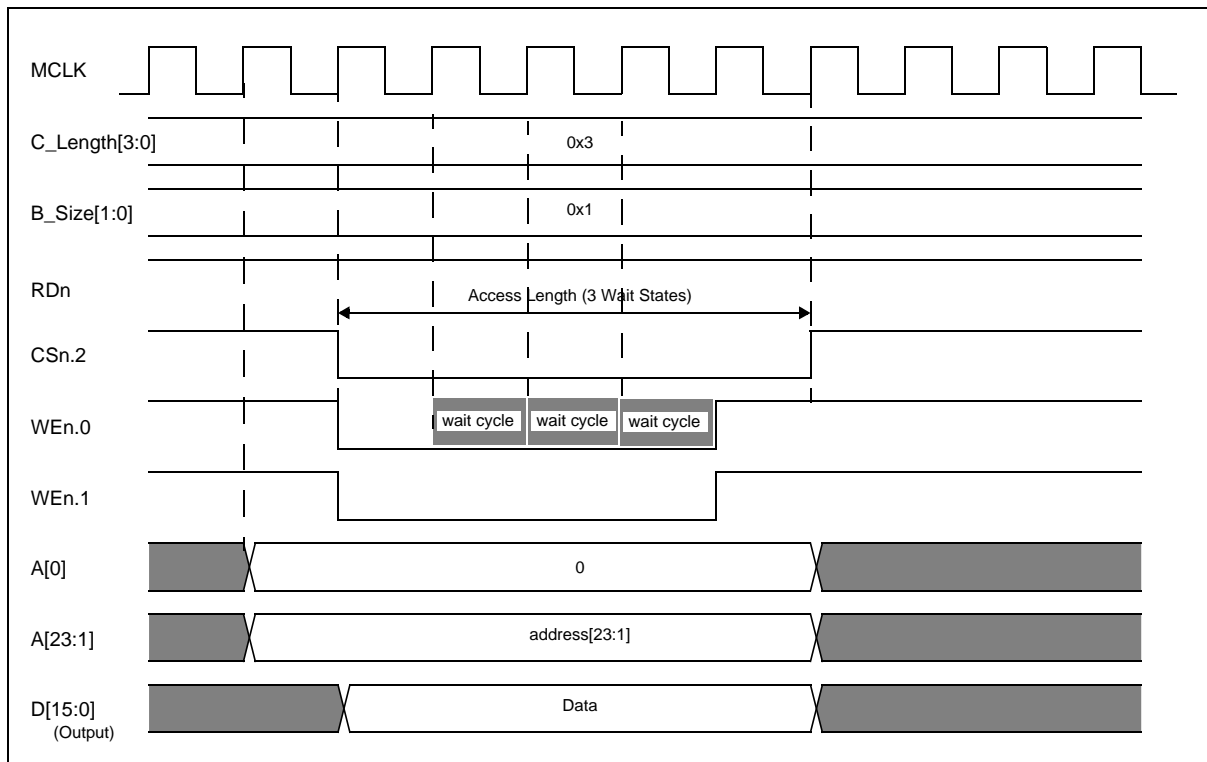 MCLK
C_Length[3:0]
0x3
B_Size[1:0]
0x1
RDn
Access Length (3 Wait States)
CSn.2
WEn.0
wait cycle wait cycle wait cycle
WEn.1
A[0]
0
A[23:1]
address[23:1]
D[15:0]
Data
(Output)